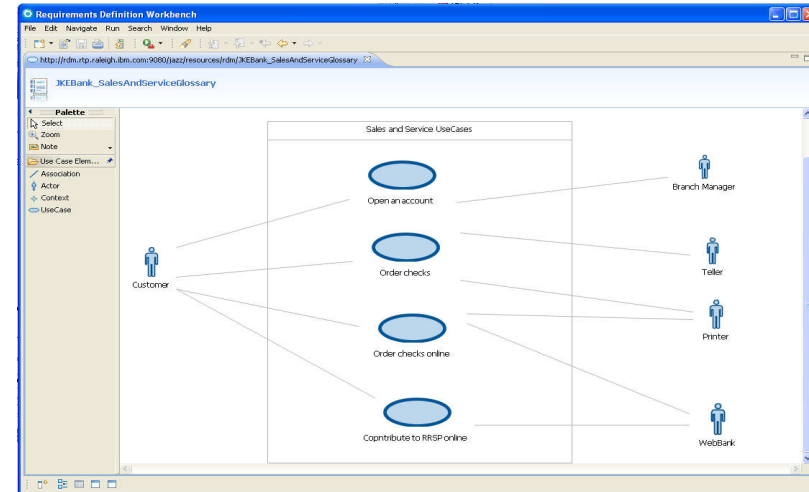 Requirements Definition Workbench
File Edit Navigate Run Search Window Help
http://rdm.rtp.raleigh.ibm.com:9080/jazz/resources/rdm/JKEBank_SalesAndServiceGlossary
JKEBank_SalesAndServiceGlossary
Palette
Select
Zoom
Note
Use Case Elem...
Association
Actor
Context
UseCase
Sales and Service UseCases
Open an account
Branch Manager
Order checks
Teller
Customer
Printer
Order checks online
Copntribute to RRSP online
WebBank